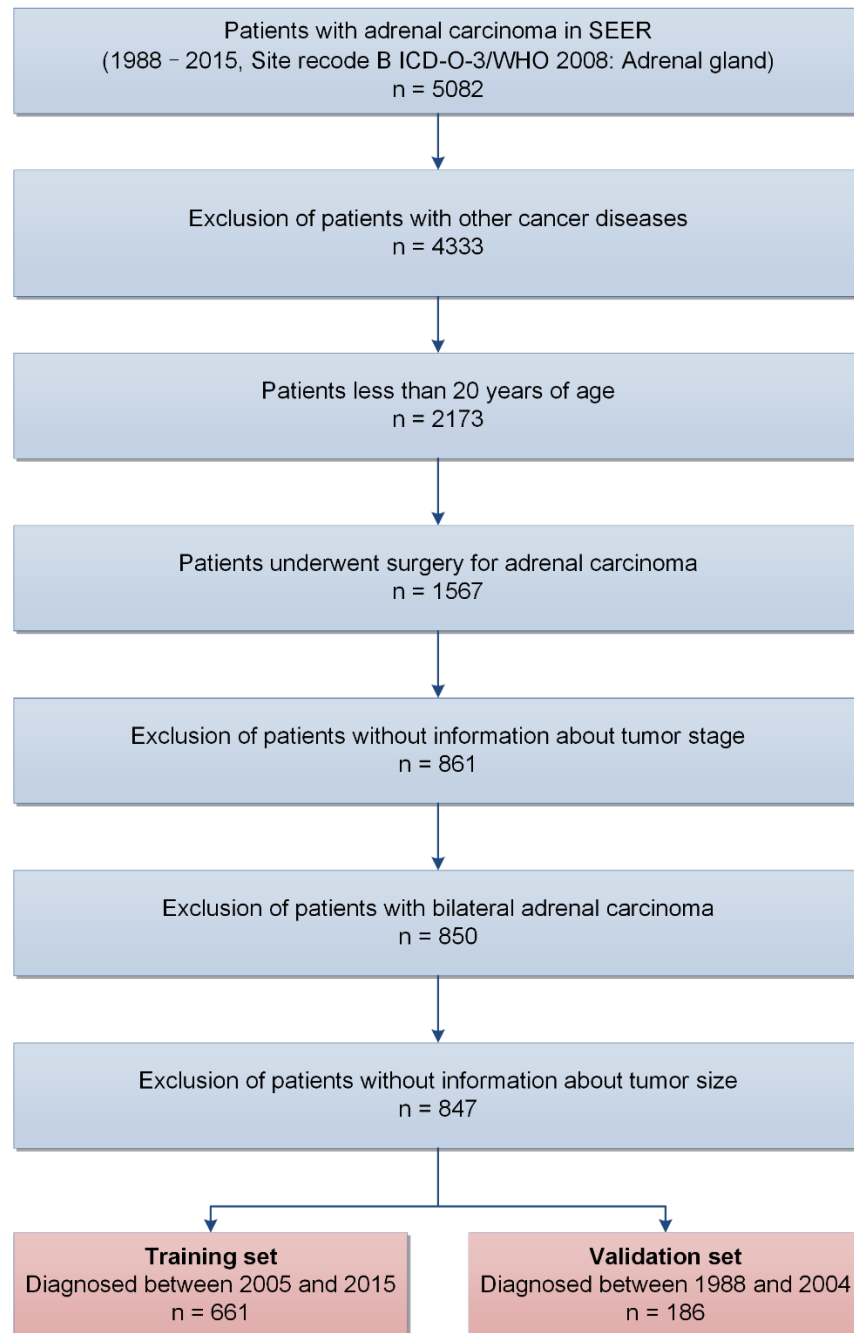 Patients with adrenal carcinoma in SEER
(1988 – 2015, Site recode B ICD-O-3/WHO 2008: Adrenal gland)
n = 5082
Exclusion of patients with other cancer diseases
n = 4333
Patients less than 20 years of age
n = 2173
Patients underwent surgery for adrenal carcinoma
n = 1567
Exclusion of patients without information about tumor stage
n = 861
Exclusion of patients with bilateral adrenal carcinoma
n = 850
Exclusion of patients without information about tumor size
n = 847
Training set
Diagnosed between 2005 and 2015
n = 661
Validation set
Diagnosed between 1988 and 2004
n = 186